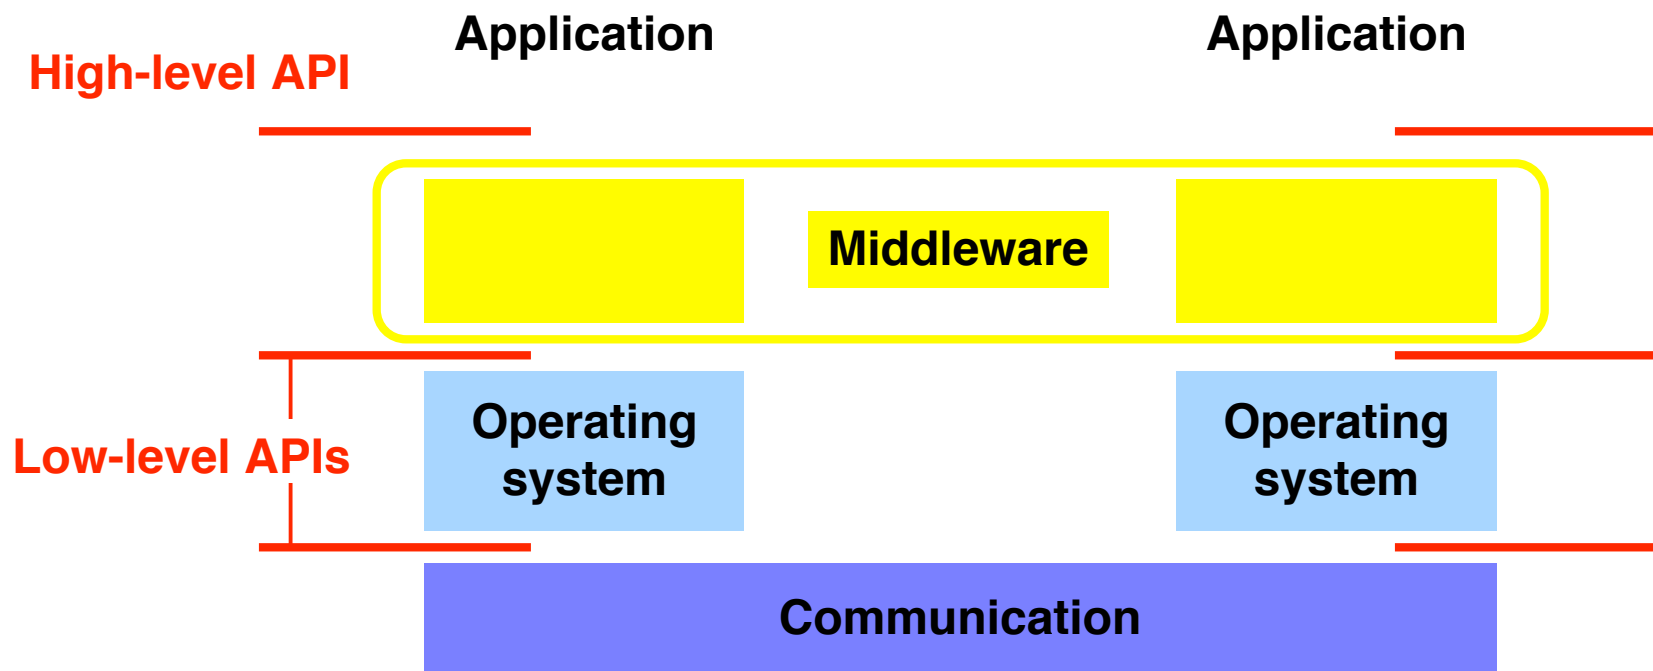 Application
Application
High-level API
Middleware
Operating
system
Operating
system
Low-level APIs
Communication